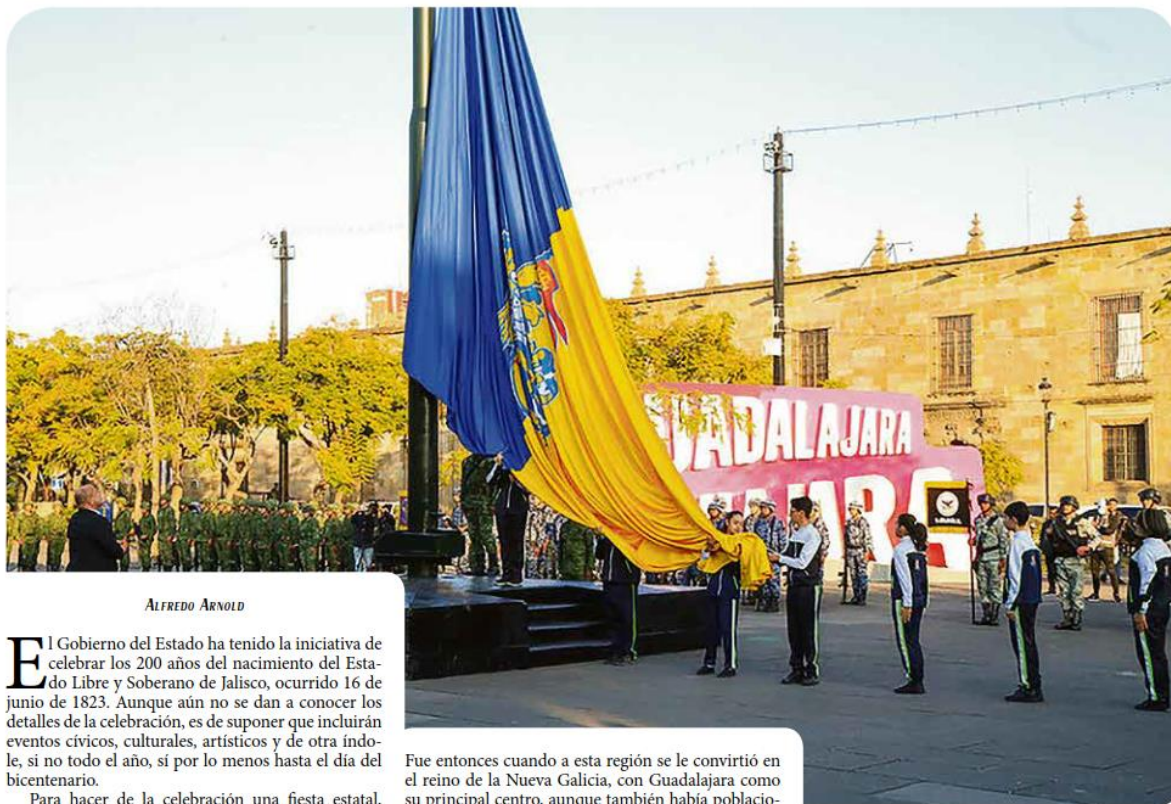 GUADALAJARA
ALFREDO ARNOLD
El Gobierno del Estado ha tenido la iniciativa de
celebrar los 200 años del nacimiento del Esta-
do Libre y Soberano de Jalisco, ocurrido 16 de
junio de 1823. Aunque aún no se dan a conocer los
detalles de la celebración, es de suponer que incluirán
eventos cívicos, culturales, artísticos y de otra índo-
le, si no todo el año, sí por lo menos hasta el día del
bicentenario.
Para hacer de la celebración una fiesta estatal,
Fue entonces cuando a esta región se le convirtió en
el reino de la Nueva Galicia, con Guadalajara como
su principal centro, aunque también había poblacio-